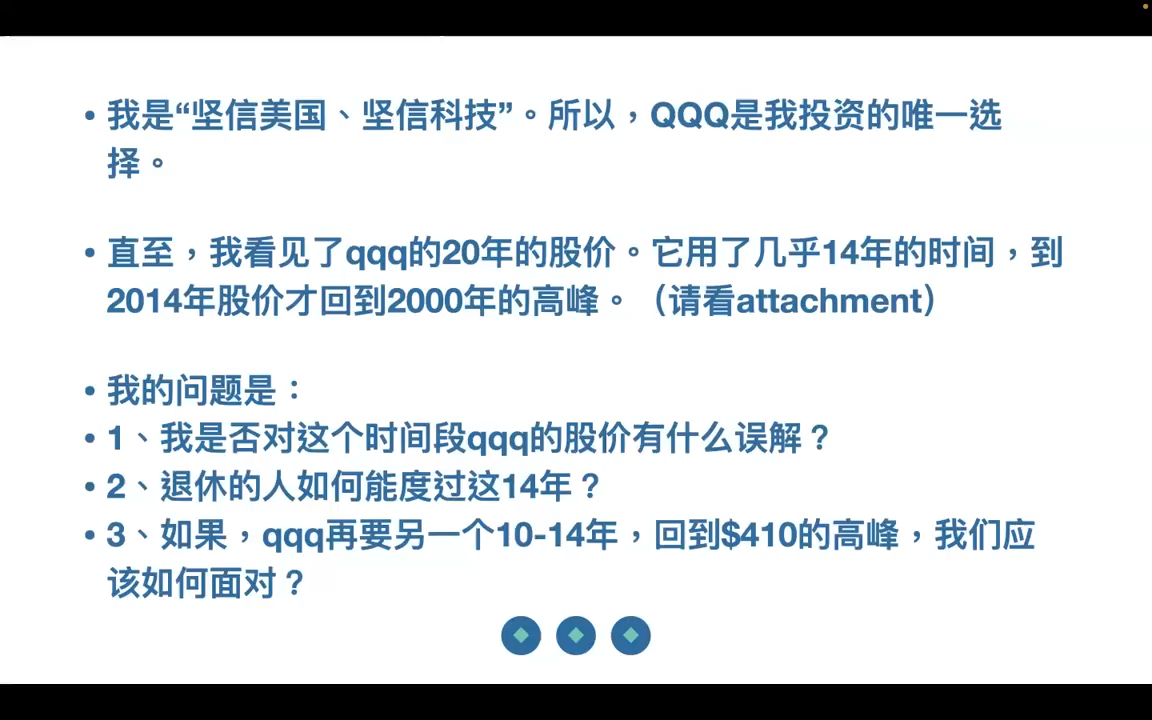 • 我是“坚信美国、坚信科技”。所以，QQQ是我投资的唯一选
择。
• 直至，我看见了qqq的20年的股价。它用了几乎14年的时间，到
2014年股价才回到2000年的高峰。（请看attachment）
• 我的问题是：
• 1、我是否对这个时间段qqq的股价有什么误解？
• 2、退休的人如何能度过这14年？
• 3、如果，qqq再要另一个10-14年，回到$410的高峰，我们应
该如何面对？